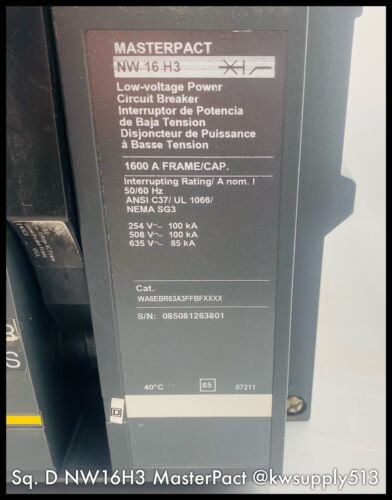 MASTERPACT
NW 16 H3
Low-voltage Power
Circuit Breaker
Interruptor de Potencia
de Baja Tension
Disjoncteur de Puissance
à Basse Tension
1600 A FRAME/CAP.
Interrupting Rating/ A nom. I
50/60 Hz
ANSI C37/ UL 1066/
NEMA SG3
254 V~ 100 kA
508 V~ 100 kA
635 V~ 85 kA
Cat.
WA6EBR63A3FFBFXXXX
S/N: 085081263801
40°C 85 07211
D
S
Sq. D NW16H3 MasterPact @kwsupply513